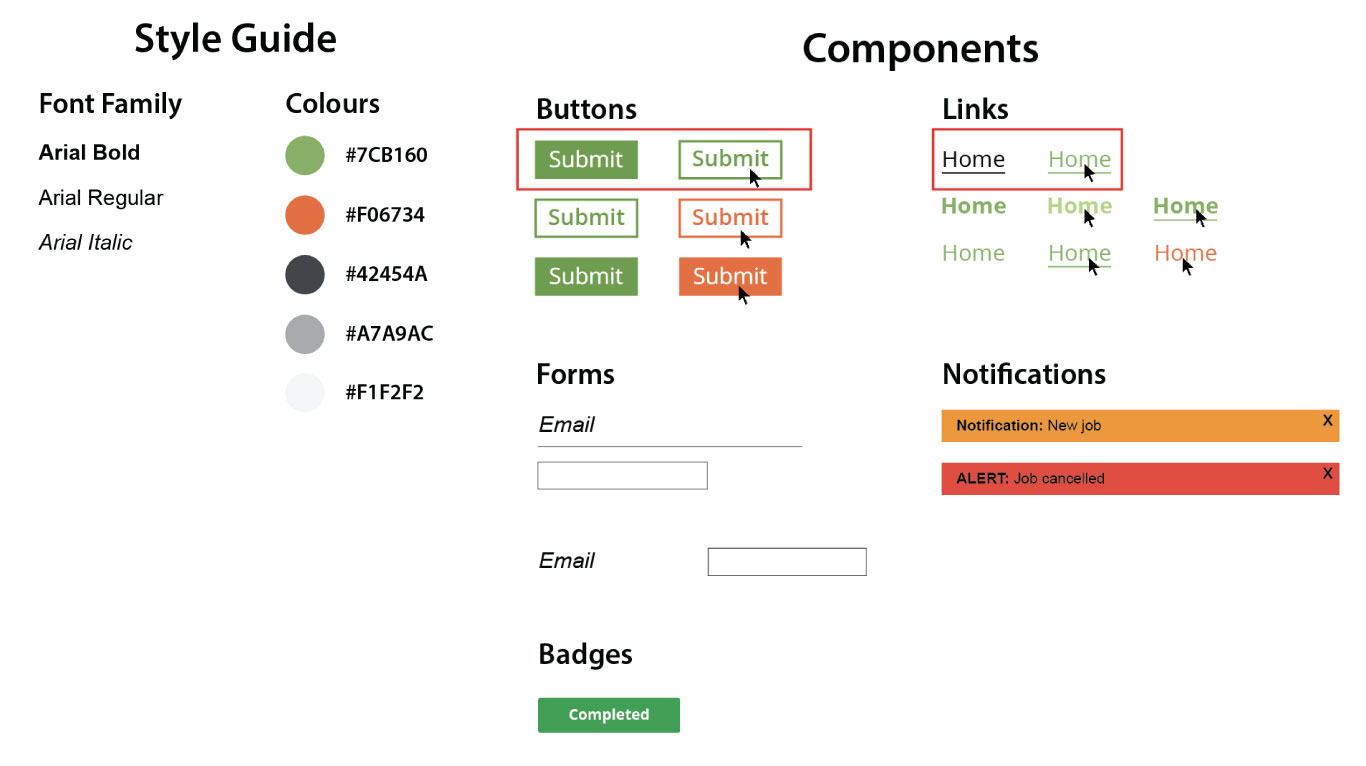 Style Guide
Font Family
Arial Bold
Arial Regular
Arial Italic
Colours
#7CB160
#F06734
#42454A
#A7A9AC
#F1F2F2
Components
Buttons
Submit Submit
Submit Submit
Submit Submit
Links
Home Home
Home Home Home
Home Home Home
Forms
Email
Email
Notifications
Notification: New job X
ALERT: Job cancelled X
Badges
Completed